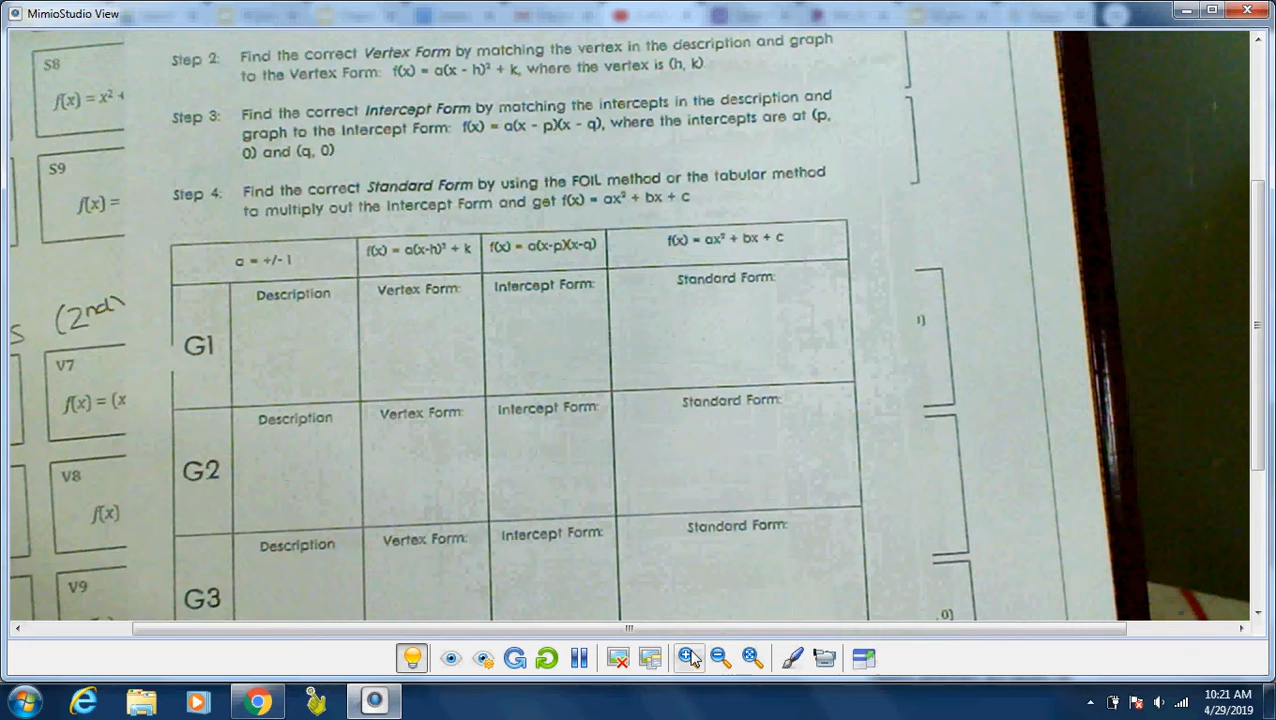 MimioStudio View
S8
f(x) = x² +
S9
f(x) =
(2nd)
V7
f(x) = (x
V8
f(x)
V9
Step 2: Find the correct Vertex Form by matching the vertex in the description and graph
to the Vertex Form: f(x) = a(x - h)² + k, where the vertex is (h, k)
Step 3: Find the correct Intercept Form by matching the intercepts in the description and
graph to the Intercept Form: f(x) = a(x - p)(x - q), where the intercepts are at (p,
0) and (q, 0)
Step 4: Find the correct Standard Form by using the FOIL method or the tabular method
to multiply out the Intercept Form and get f(x) = ax² + bx + c
a = +/- 1 f(x) = a(x-h)² + k f(x) = a(x-p)(x-q) f(x) = ax² + bx + c
G1 Description Vertex Form: Intercept Form: Standard Form:
G2 Description Vertex Form: Intercept Form: Standard Form:
G3 Description Vertex Form: Intercept Form: Standard Form:
0)
10:21 AM
4/29/2019